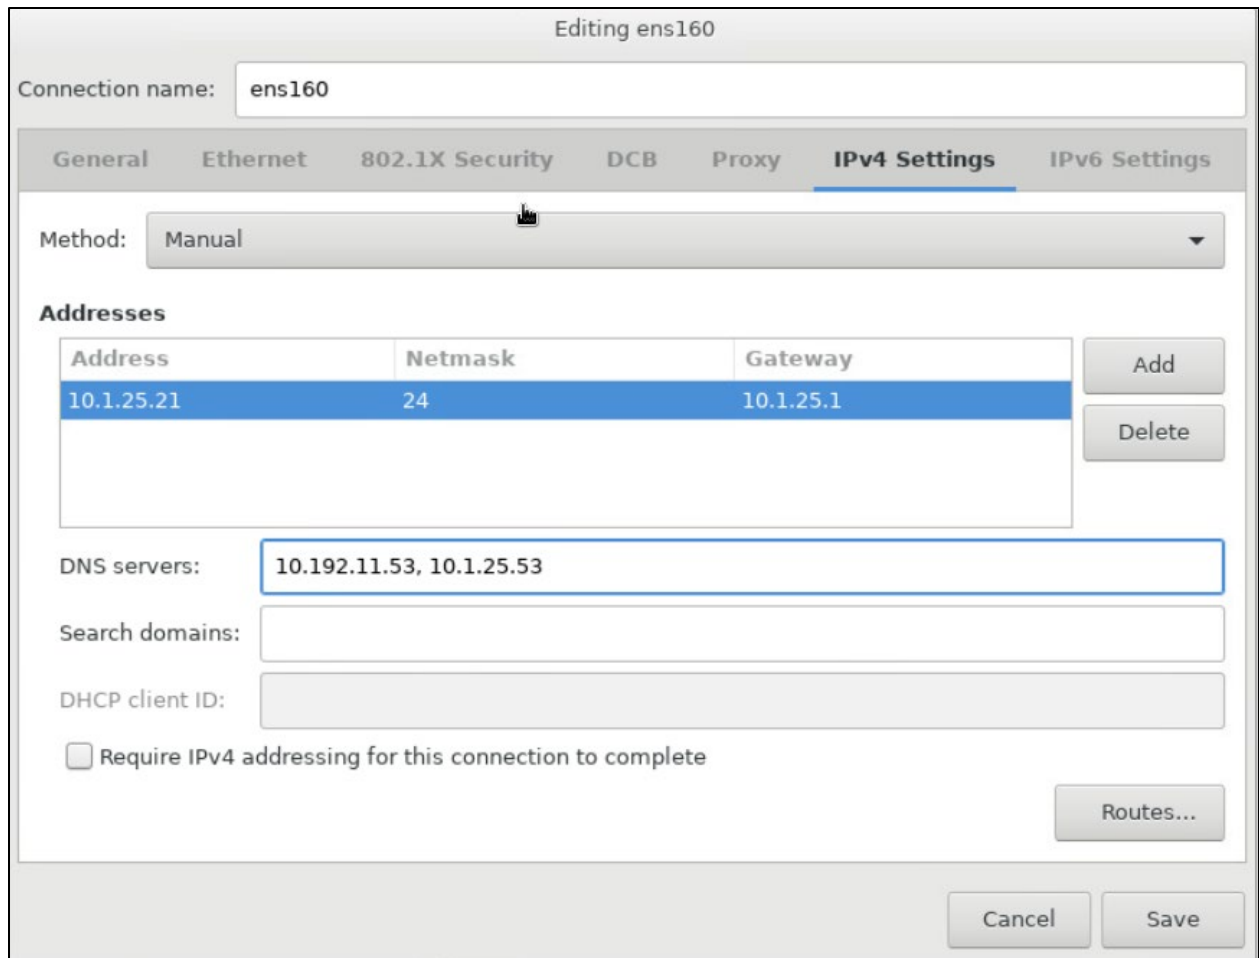 Editing ens160
Connection name: ens160
General Ethernet 802.1X Security DCB Proxy IPv4 Settings IPv6 Settings
Method: Manual
Addresses
Address Netmask Gateway Add
10.1.25.21 24 10.1.25.1
Delete
DNS servers: 10.192.11.53, 10.1.25.53
Search domains:
DHCP client ID:
Require IPv4 addressing for this connection to complete
Routes...
Cancel Save